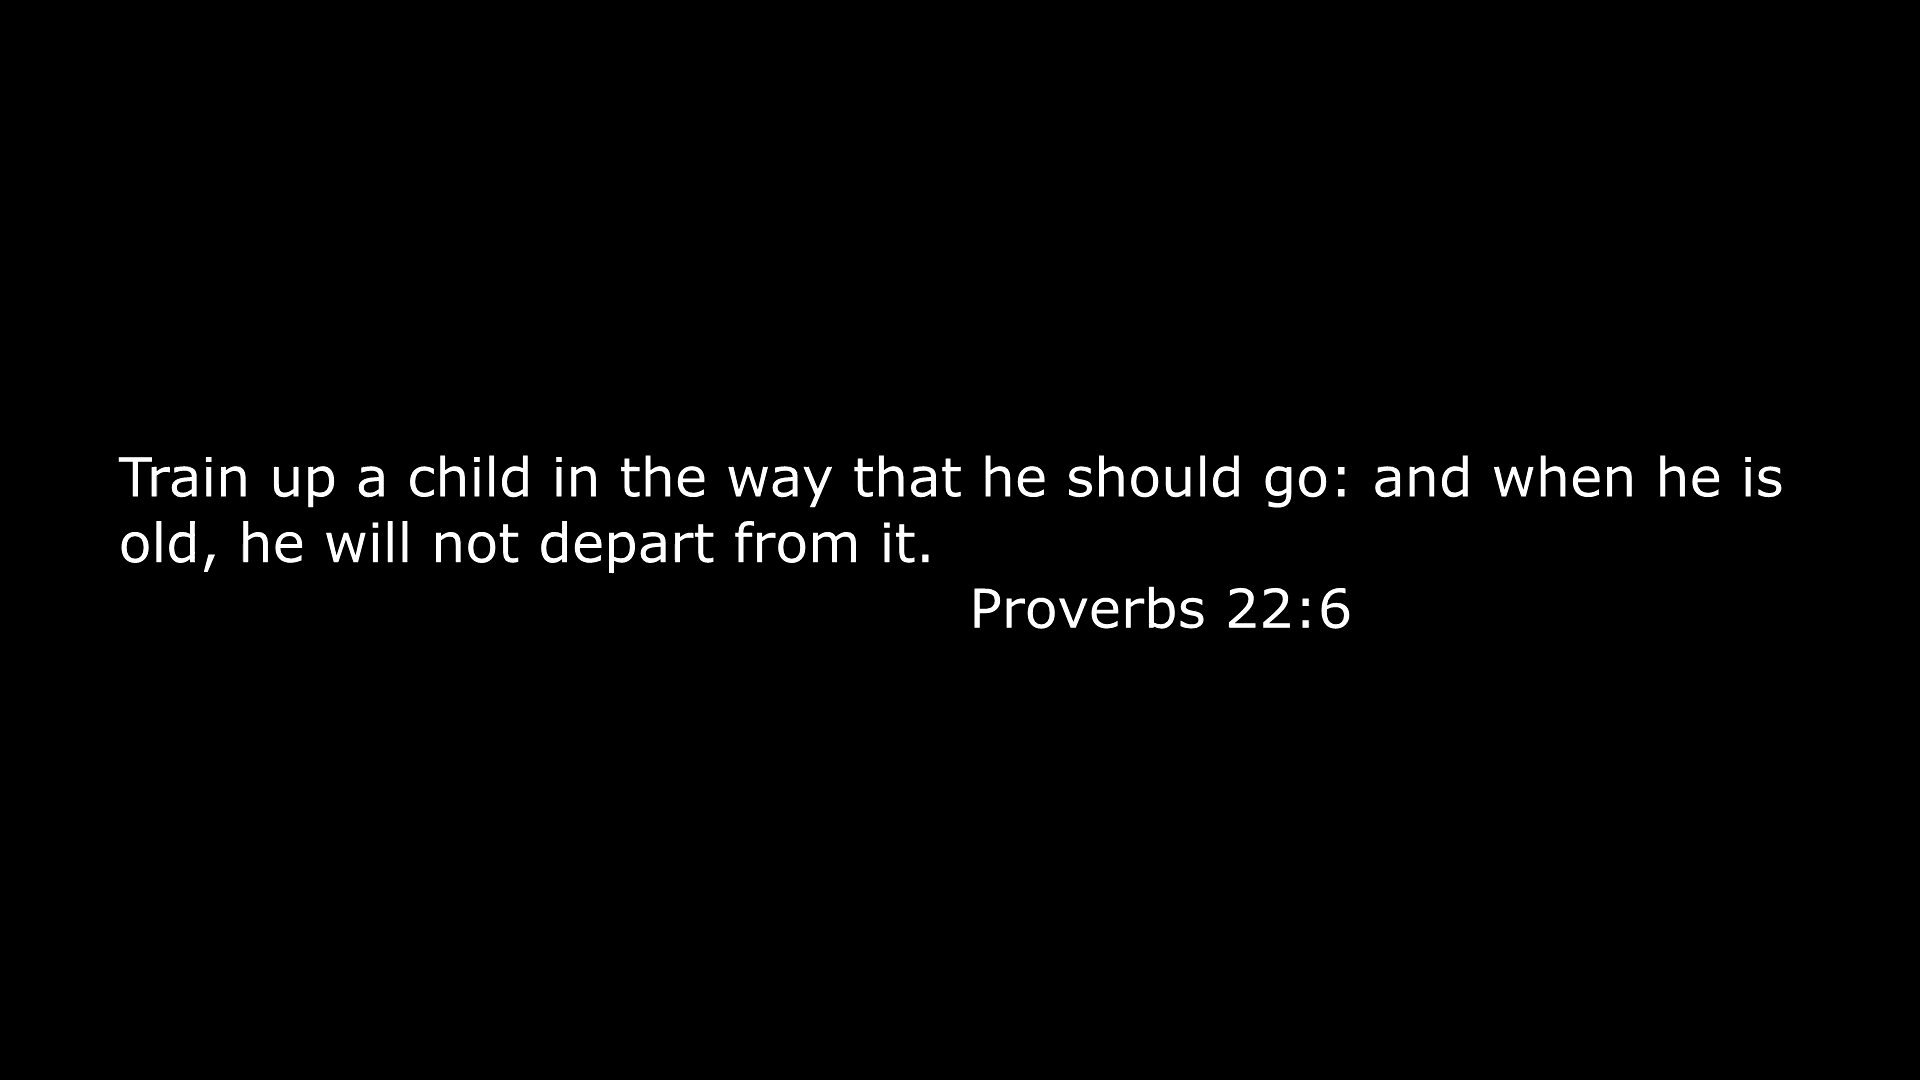 Train up a child in the way that he should go: and when he is
old, he will not depart from it.
Proverbs 22:6